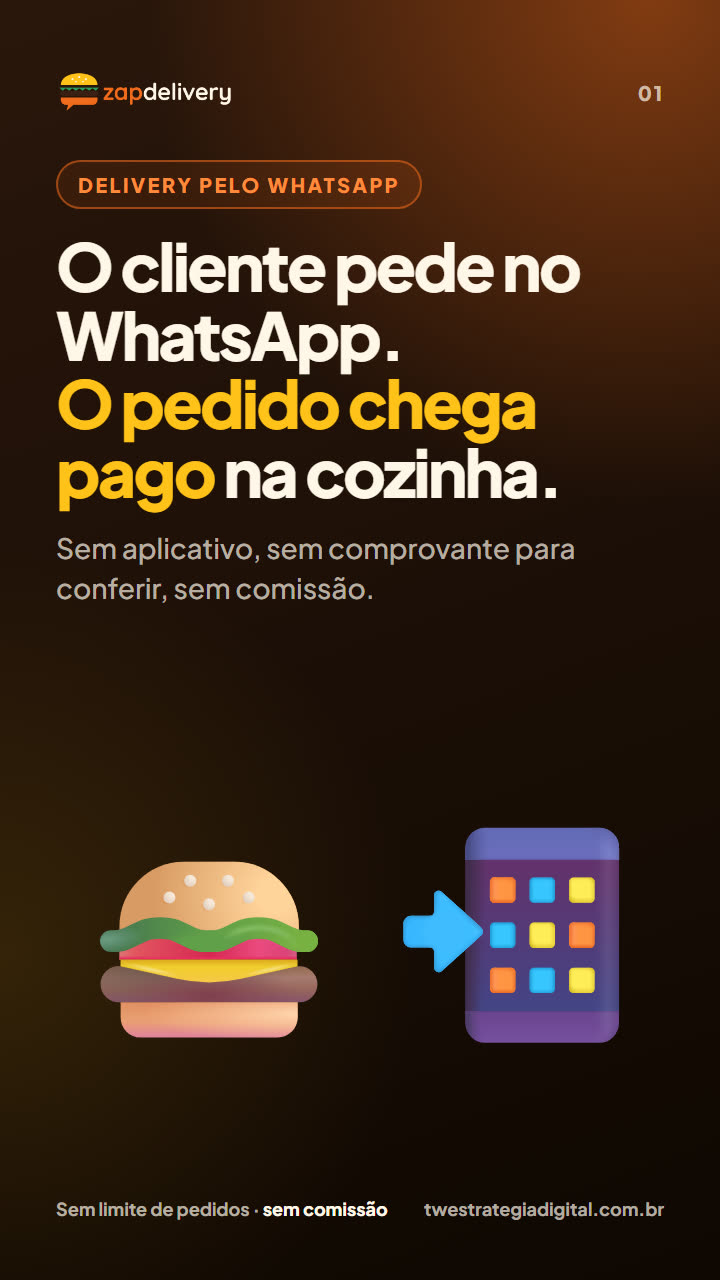 zapdelivery
01
DELIVERY PELO WHATSAPP
O cliente pede no
WhatsApp.
O pedido chega
pago na cozinha.
Sem aplicativo, sem comprovante para
conferir, sem comissão.
Sem limite de pedidos · sem comissão
twestrategiadigital.com.br